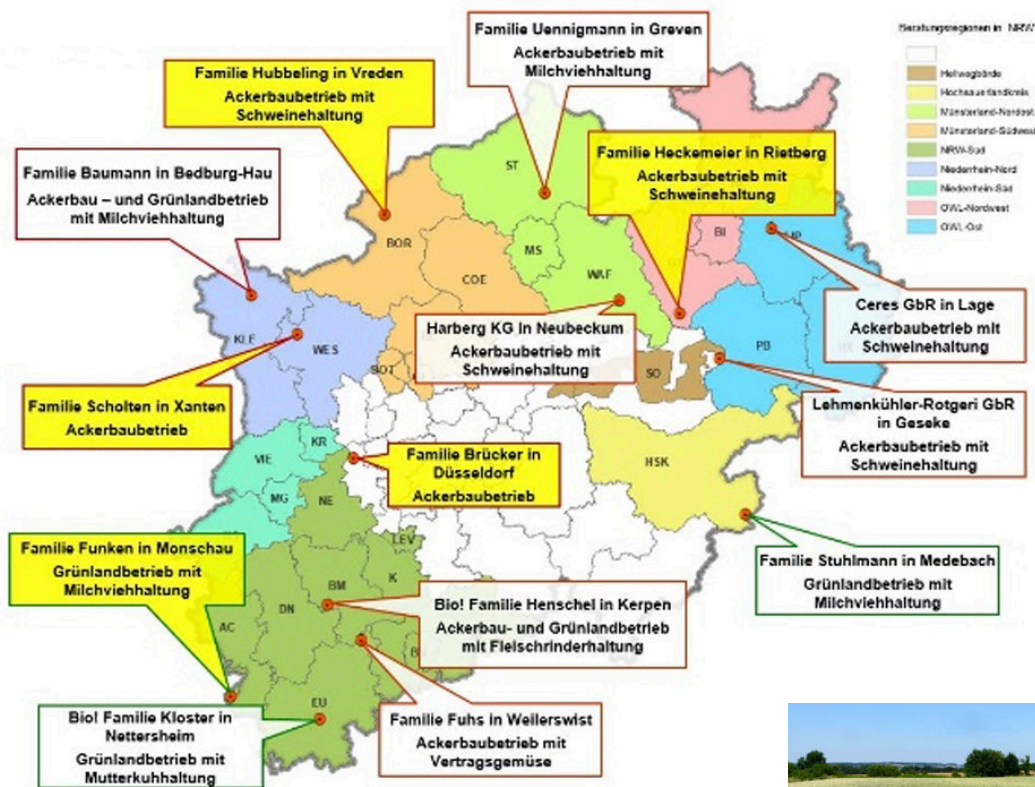 Familie Uennigmann in Greven
Ackerbaubetrieb mit
Milchviehhaltung
Beratungsregionen in NRW
Hellwegbörde
Hochsauerlandkreis
Münsterland-Nordost
Münsterland-Südwest
NRW-Süd
Niederrhein-Nord
Niederrhein-Süd
OWL-Nordwest
OWL-Ost
Familie Hubbeling in Vreden
Ackerbaubetrieb mit
Schweinehaltung
Familie Heckemeier in Rietberg
Ackerbaubetrieb mit
Schweinehaltung
Familie Baumann in Bedburg-Hau
Ackerbau – und Grünlandbetrieb
mit Milchviehhaltung
ST
BOR
MS
COE
WAF
BI
Ceres GbR in Lage
Ackerbaubetrieb mit
Schweinehaltung
Harberg KG in Neubeckum
Ackerbaubetrieb mit
Schweinehaltung
KLE
WES
PB
SO
BOT
Familie Scholten in Xanten
Ackerbaubetrieb
Lehmenkühler-Rotgeri GbR
in Geseke
Ackerbaubetrieb mit
Schweinehaltung
KR
VIE
MG
NE
HSK
Familie Brücker in
Düsseldorf
Ackerbaubetrieb
Familie Funken in Monschau
Grünlandbetrieb mit
Milchviehhaltung
LEV
BM
K
DN
AC
EU
Familie Stuhlmann in Medebach
Grünlandbetrieb mit
Milchviehhaltung
Bio! Familie Henschel in Kerpen
Ackerbau- und Grünlandbetrieb
mit Fleischrinderhaltung
Bio! Familie Kloster in
Nettersheim
Grünlandbetrieb mit
Mutterkuhhaltung
Familie Fuhs in Weilerswist
Ackerbaubetrieb mit
Vertragsgemüse